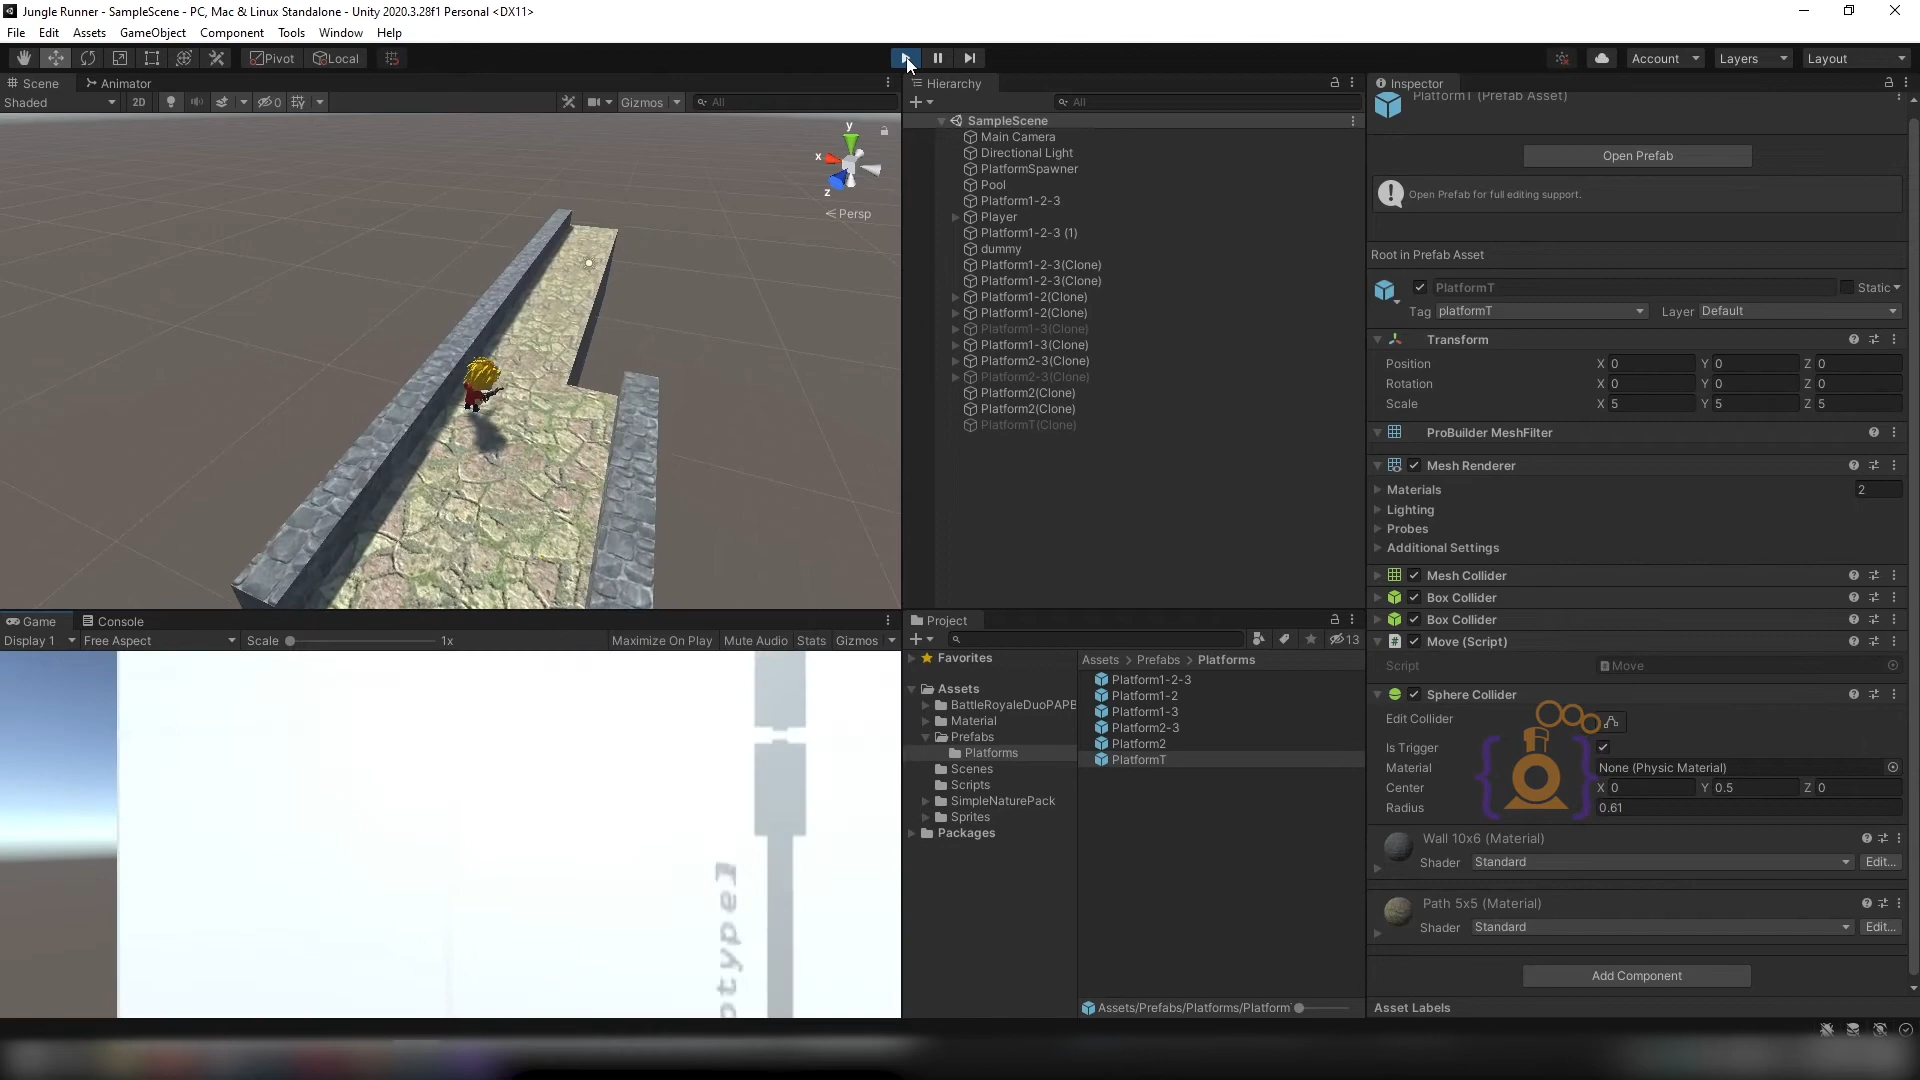 Jungle Runner - SampleScene - PC, Mac & Linux Standalone - Unity 2020.3.28f1 Personal <DX11>
File Edit Assets GameObject Component Tools Window Help
Pivot Local Account Layers Layout
Scene Animator
Shaded 2D 0 Gizmos All
y
x
z
Persp
Hierarchy
All
SampleScene
Main Camera
Directional Light
PlatformSpawner
Pool
Platform1-2-3
Player
Platform1-2-3 (1)
dummy
Platform1-2-3(Clone)
Platform1-2-3(Clone)
Platform1-2(Clone)
Platform1-2(Clone)
Platform1-3(Clone)
Platform1-3(Clone)
Platform2-3(Clone)
Platform2-3(Clone)
Platform2(Clone)
Platform2(Clone)
PlatformT(Clone)
Game Console
Display 1 Free Aspect Scale 1x Maximize On Play Mute Audio Stats Gizmos
otype1
Project
13
Favorites
Assets
BattleRoyaleDuoPAPB
Material
Prefabs
Platforms
Scenes
Scripts
SimpleNaturePack
Sprites
Packages
Assets > Prefabs > Platforms
Platform1-2-3
Platform1-2
Platform1-3
Platform2-3
Platform2
PlatformT
Assets/Prefabs/Platforms/Platform
Inspector
PlatformT (Prefab Asset)
Open Prefab
Open Prefab for full editing support.
Root in Prefab Asset
PlatformT Static
Tag platformT Layer Default
Transform
Position X 0 Y 0 Z 0
Rotation X 0 Y 0 Z 0
Scale X 5 Y 5 Z 5
ProBuilder MeshFilter
Mesh Renderer
Materials 2
Lighting
Probes
Additional Settings
Mesh Collider
Box Collider
Box Collider
Move (Script)
Script Move
Sphere Collider
Edit Collider
Is Trigger
Material None (Physic Material)
Center X 0 Y 0.5 Z 0
Radius 0.61
Wall 10x6 (Material)
Shader Standard Edit...
Path 5x5 (Material)
Shader Standard Edit...
Add Component
Asset Labels